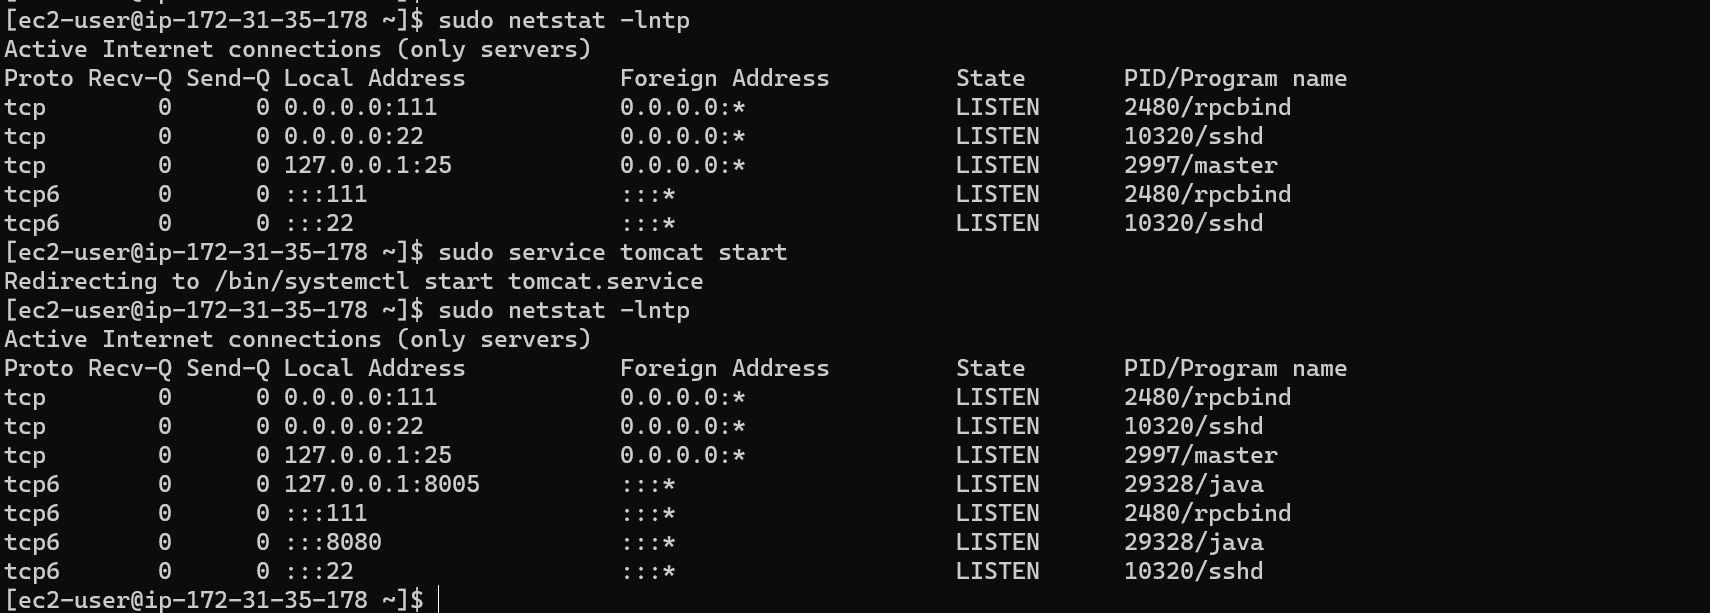 [ec2-user@ip-172-31-35-178 ~]$ sudo netstat -lntp
Active Internet connections (only servers)
Proto Recv-Q Send-Q Local Address           Foreign Address         State       PID/Program name
tcp        0      0 0.0.0.0:111             0.0.0.0:*               LISTEN      2480/rpcbind
tcp        0      0 0.0.0.0:22              0.0.0.0:*               LISTEN      10320/sshd
tcp        0      0 127.0.0.1:25            0.0.0.0:*               LISTEN      2997/master
tcp6       0      0 :::111                  :::*                    LISTEN      2480/rpcbind
tcp6       0      0 :::22                   :::*                    LISTEN      10320/sshd
[ec2-user@ip-172-31-35-178 ~]$ sudo service tomcat start
Redirecting to /bin/systemctl start tomcat.service
[ec2-user@ip-172-31-35-178 ~]$ sudo netstat -lntp
Active Internet connections (only servers)
Proto Recv-Q Send-Q Local Address           Foreign Address         State       PID/Program name
tcp        0      0 0.0.0.0:111             0.0.0.0:*               LISTEN      2480/rpcbind
tcp        0      0 0.0.0.0:22              0.0.0.0:*               LISTEN      10320/sshd
tcp        0      0 127.0.0.1:25            0.0.0.0:*               LISTEN      2997/master
tcp6       0      0 127.0.0.1:8005          :::*                    LISTEN      29328/java
tcp6       0      0 :::111                  :::*                    LISTEN      2480/rpcbind
tcp6       0      0 :::8080                 :::*                    LISTEN      29328/java
tcp6       0      0 :::22                   :::*                    LISTEN      10320/sshd
[ec2-user@ip-172-31-35-178 ~]$